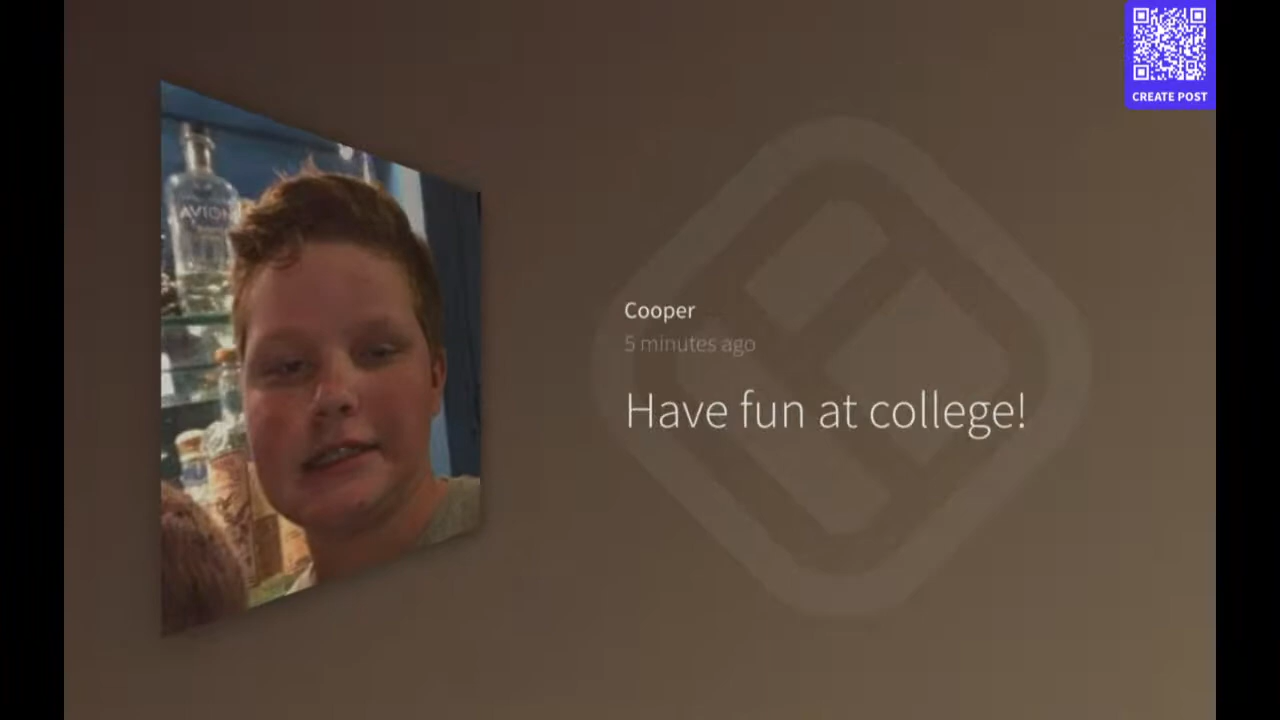 CREATE POST
AVION
Cooper
5 minutes ago
Have fun at college!